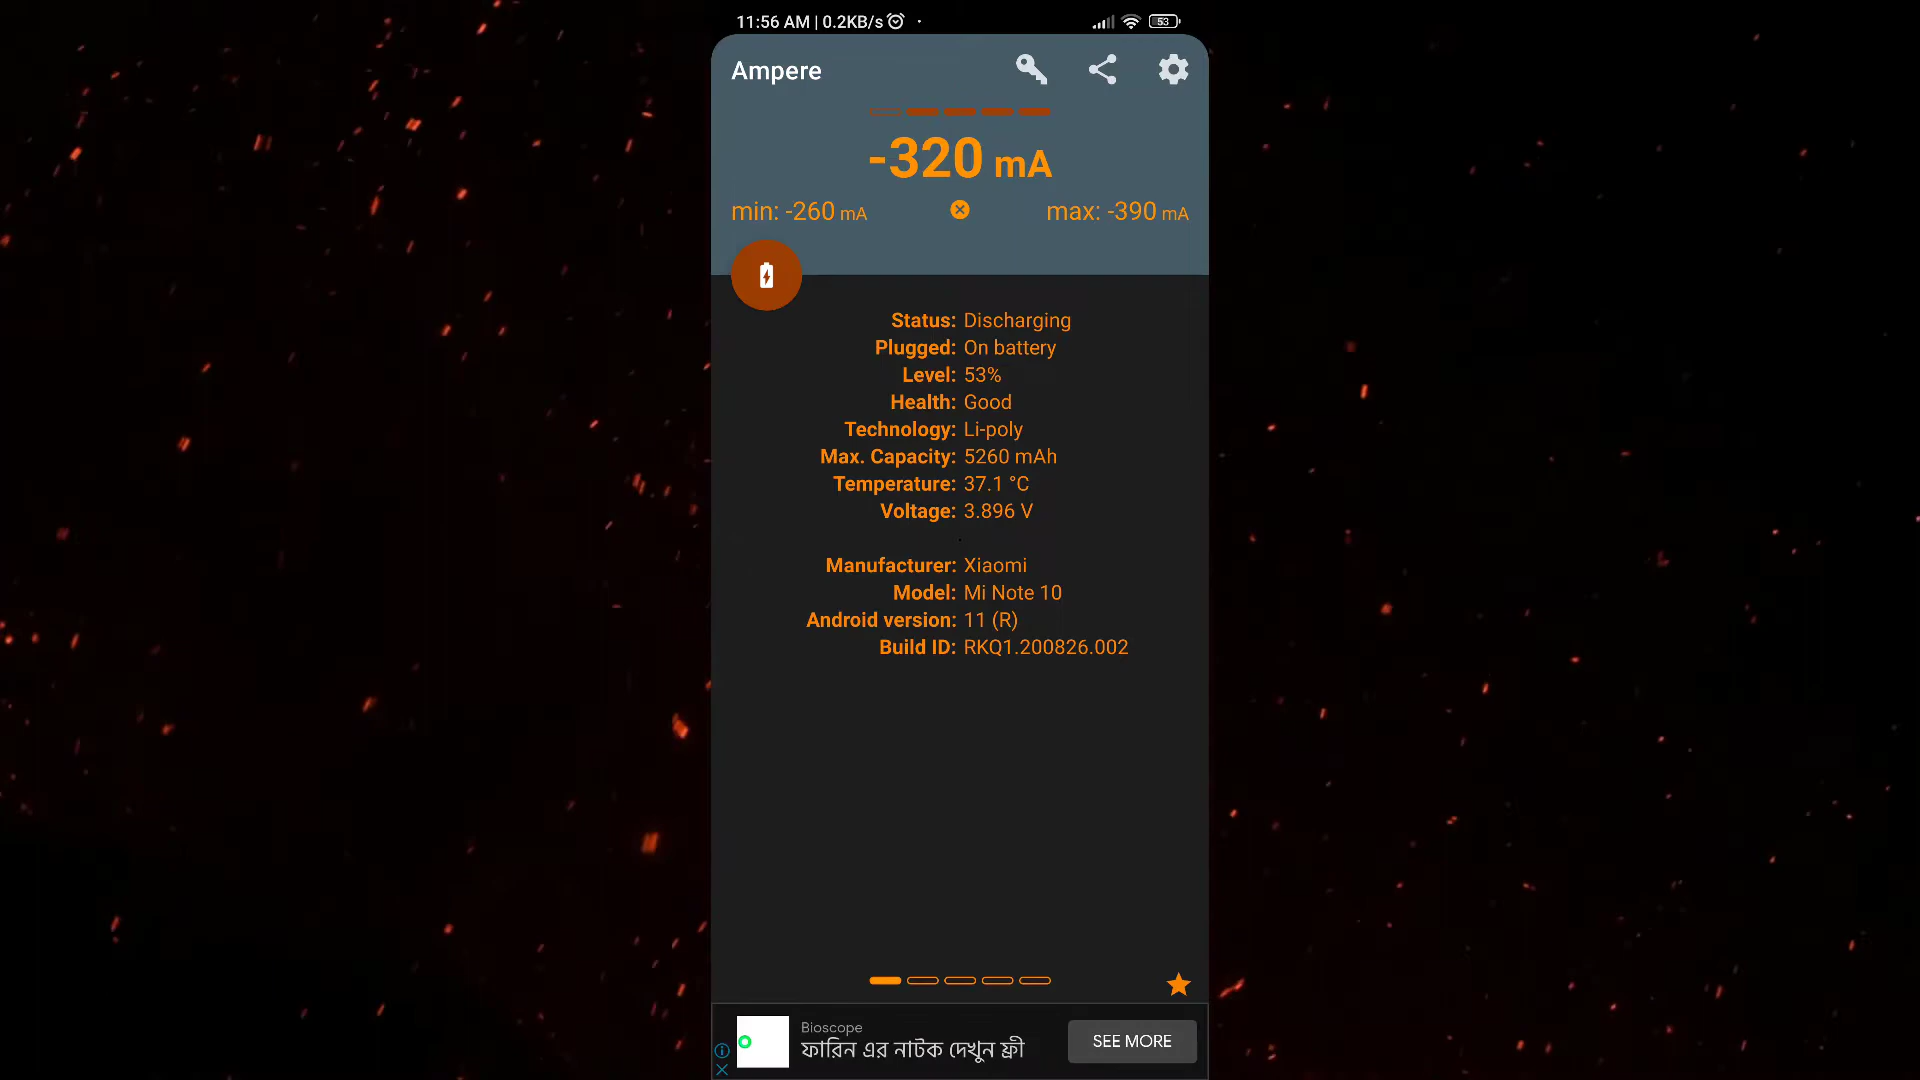 11:56 AM | 0.2KB/s
53
Ampere
-320 mA
min: -260 mA
max: -390 mA
Status: Discharging
Plugged: On battery
Level: 53%
Health: Good
Technology: Li-poly
Max. Capacity: 5260 mAh
Temperature: 37.1 °C
Voltage: 3.896 V
Manufacturer: Xiaomi
Model: Mi Note 10
Android version: 11 (R)
Build ID: RKQ1.200826.002
Bioscope
ফারিন এর নাটক দেখুন ফ্রী
SEE MORE